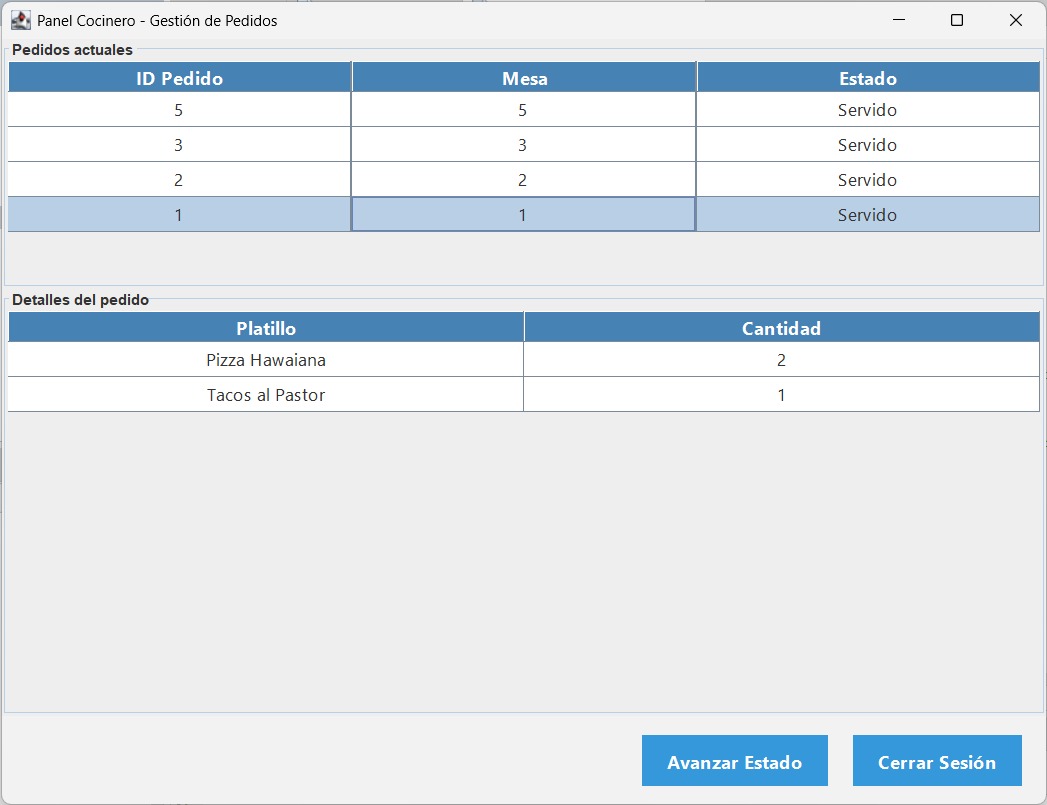 Panel Cocinero - Gestión de Pedidos
Pedidos actuales
ID Pedido Mesa Estado
5 5 Servido
3 3 Servido
2 2 Servido
1 1 Servido
Detalles del pedido
Platillo Cantidad
Pizza Hawaiana 2
Tacos al Pastor 1
Avanzar Estado Cerrar Sesión